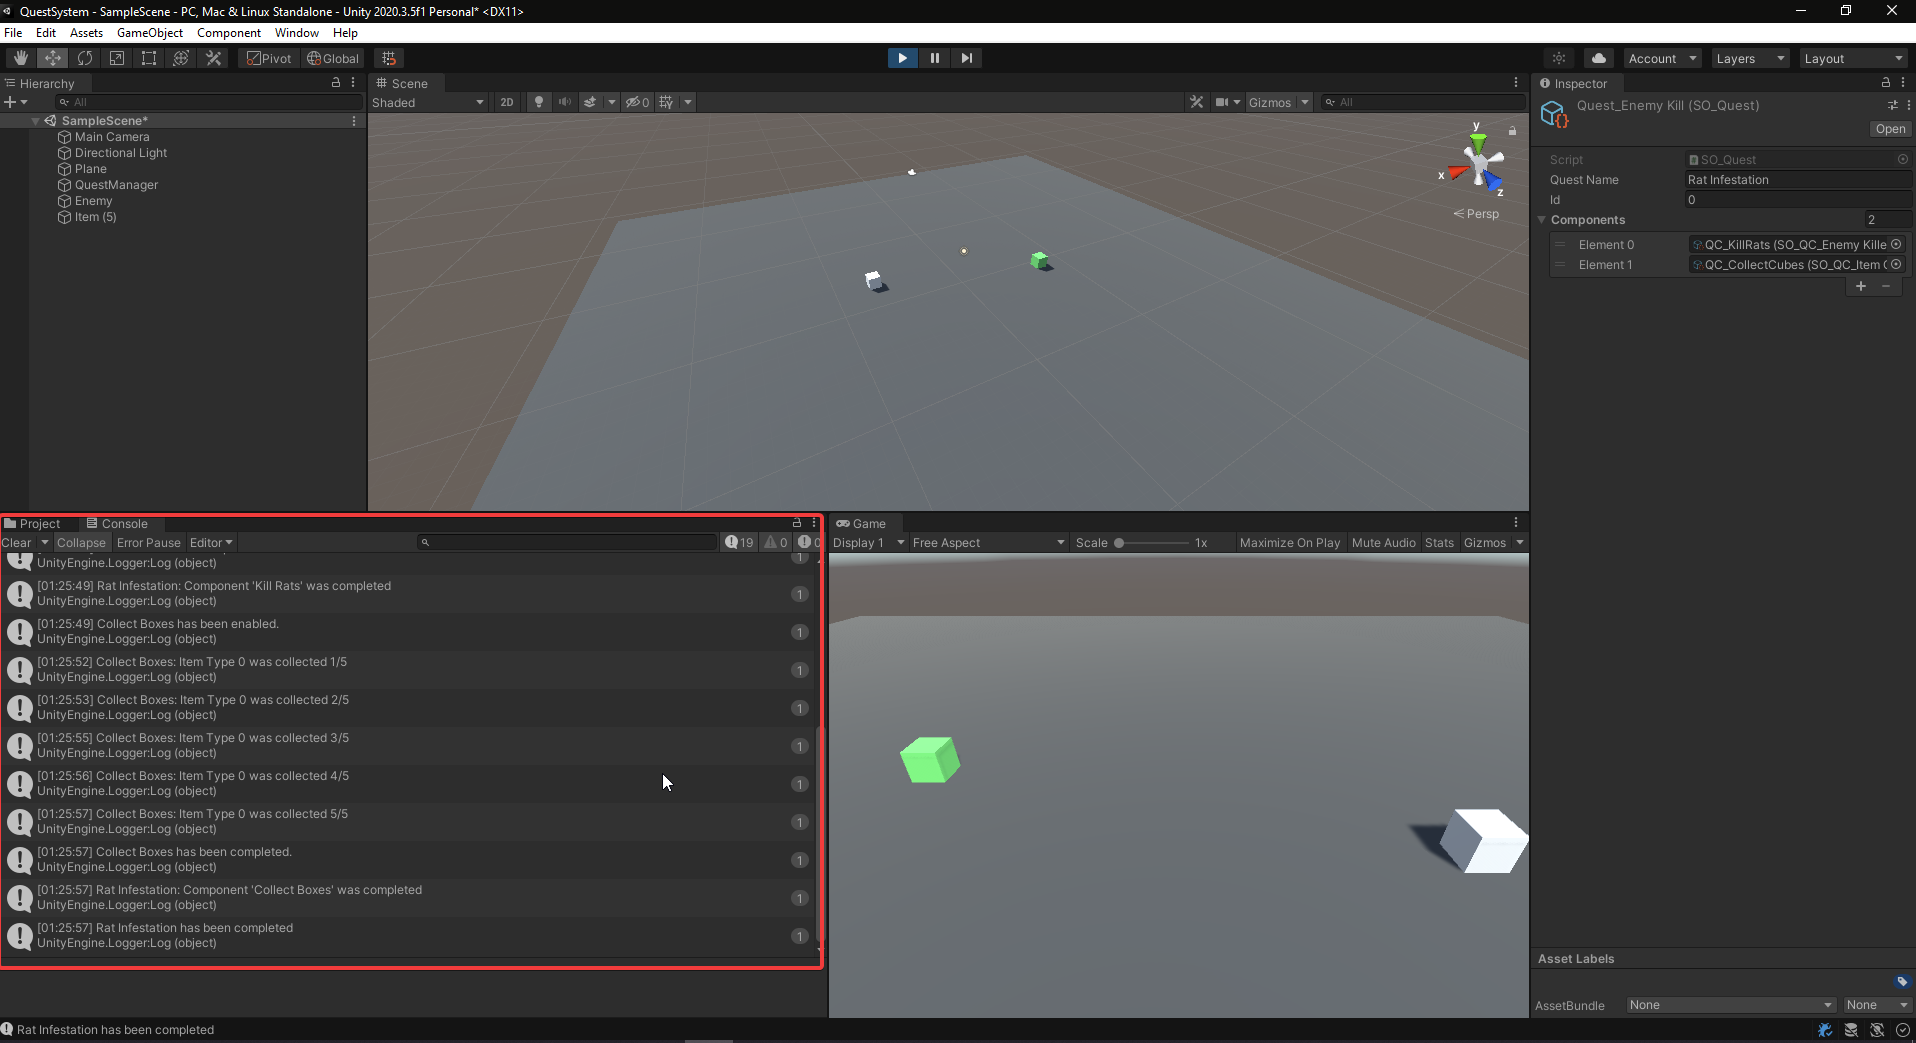 QuestSystem - SampleScene - PC, Mac & Linux Standalone - Unity 2020.3.5f1 Personal* <DX11>
File Edit Assets GameObject Component Window Help
Pivot Global Account Layers Layout
Hierarchy
All
SampleScene*
Main Camera
Directional Light
Plane
QuestManager
Enemy
Item (5)
Scene
Shaded 2D 0 Gizmos All
y
x
z
Persp
Inspector
Quest_Enemy Kill (SO_Quest)
Open
Script SO_Quest
Quest Name Rat Infestation
Id 0
Components 2
Element 0 QC_KillRats (SO_QC_Enemy Kille
Element 1 QC_CollectCubes (SO_QC_Item
+ −
Project Console
Clear Collapse Error Pause Editor 19 0 0
UnityEngine.Logger:Log (object) 1
[01:25:49] Rat Infestation: Component 'Kill Rats' was completed
UnityEngine.Logger:Log (object) 1
[01:25:49] Collect Boxes has been enabled.
UnityEngine.Logger:Log (object) 1
[01:25:52] Collect Boxes: Item Type 0 was collected 1/5
UnityEngine.Logger:Log (object) 1
[01:25:53] Collect Boxes: Item Type 0 was collected 2/5
UnityEngine.Logger:Log (object) 1
[01:25:55] Collect Boxes: Item Type 0 was collected 3/5
UnityEngine.Logger:Log (object) 1
[01:25:56] Collect Boxes: Item Type 0 was collected 4/5
UnityEngine.Logger:Log (object) 1
[01:25:57] Collect Boxes: Item Type 0 was collected 5/5
UnityEngine.Logger:Log (object) 1
[01:25:57] Collect Boxes has been completed.
UnityEngine.Logger:Log (object) 1
[01:25:57] Rat Infestation: Component 'Collect Boxes' was completed
UnityEngine.Logger:Log (object) 1
[01:25:57] Rat Infestation has been completed
UnityEngine.Logger:Log (object) 1
Game
Display 1 Free Aspect Scale 1x Maximize On Play Mute Audio Stats Gizmos
Asset Labels
AssetBundle None None
Rat Infestation has been completed